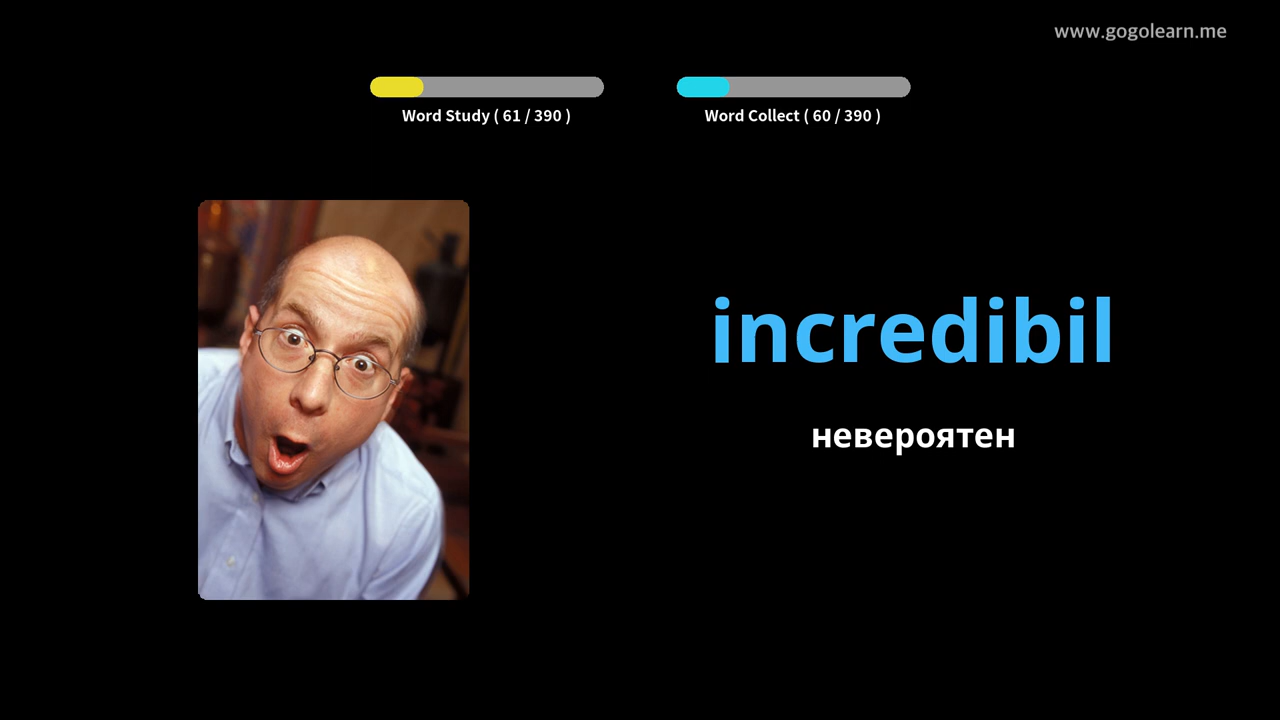 www.gogolearn.me
Word Study ( 61 / 390 )
Word Collect ( 60 / 390 )
incredibil
невероятен